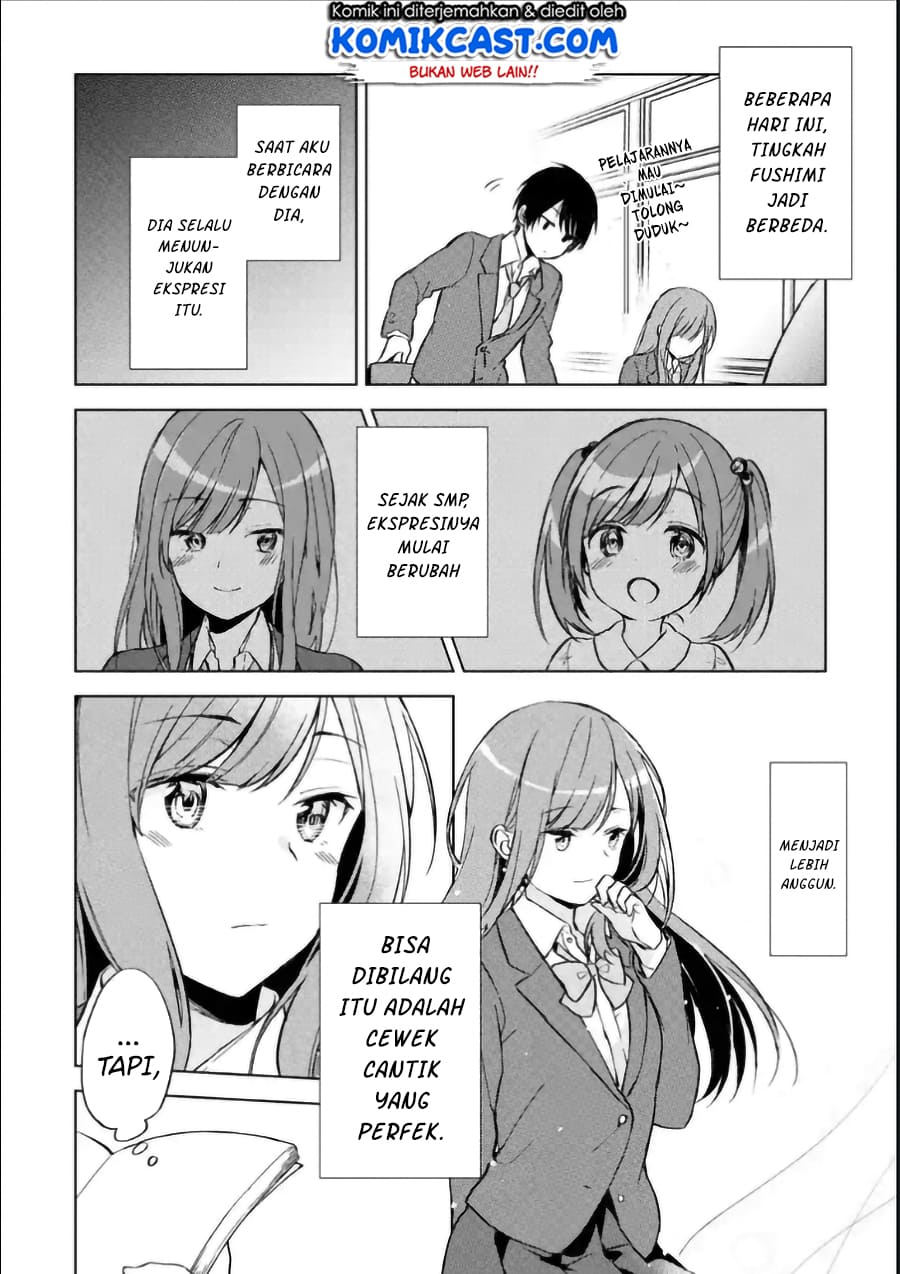 Komik ini diterjemahkan & diedit oleh
KOMIKCAST.COM
BUKAN WEB LAIN!!
BEBERAPA
HARI INI,
TINGKAH
FUSHIMI
JADI
BERBEDA.
PELAJARANNYA
MAU
DIMULAI~
TOLONG
DUDUK~
SAAT AKU
BERBICARA
DENGAN
DIA,
DIA SELALU
MENUN-
JUKAN
EKSPRESI
ITU.
SEJAK SMP,
EKSPRESINYA
MULAI
BERUBAH
MENJADI
LEBIH
ANGGUN.
BISA
DIBILANG
ITU ADALAH
CEWEK
CANTIK
YANG
PERFEK.
...
TAPI,